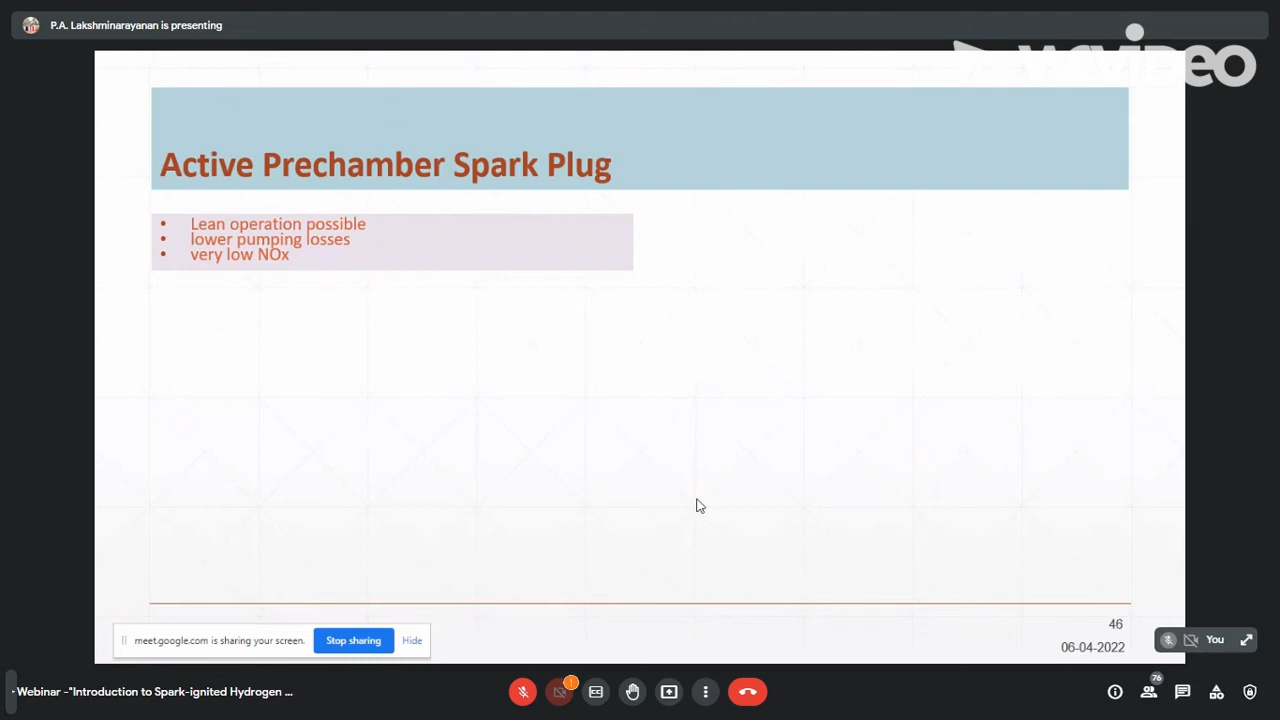 P.A. Lakshminarayanan is presenting
Active Prechamber Spark Plug
• Lean operation possible
• lower pumping losses
• very low NOx
meet.google.com is sharing your screen.
Stop sharing
Hide
46
06-04-2022
You
Webinar -"Introduction to Spark-ignited Hydrogen ...
76